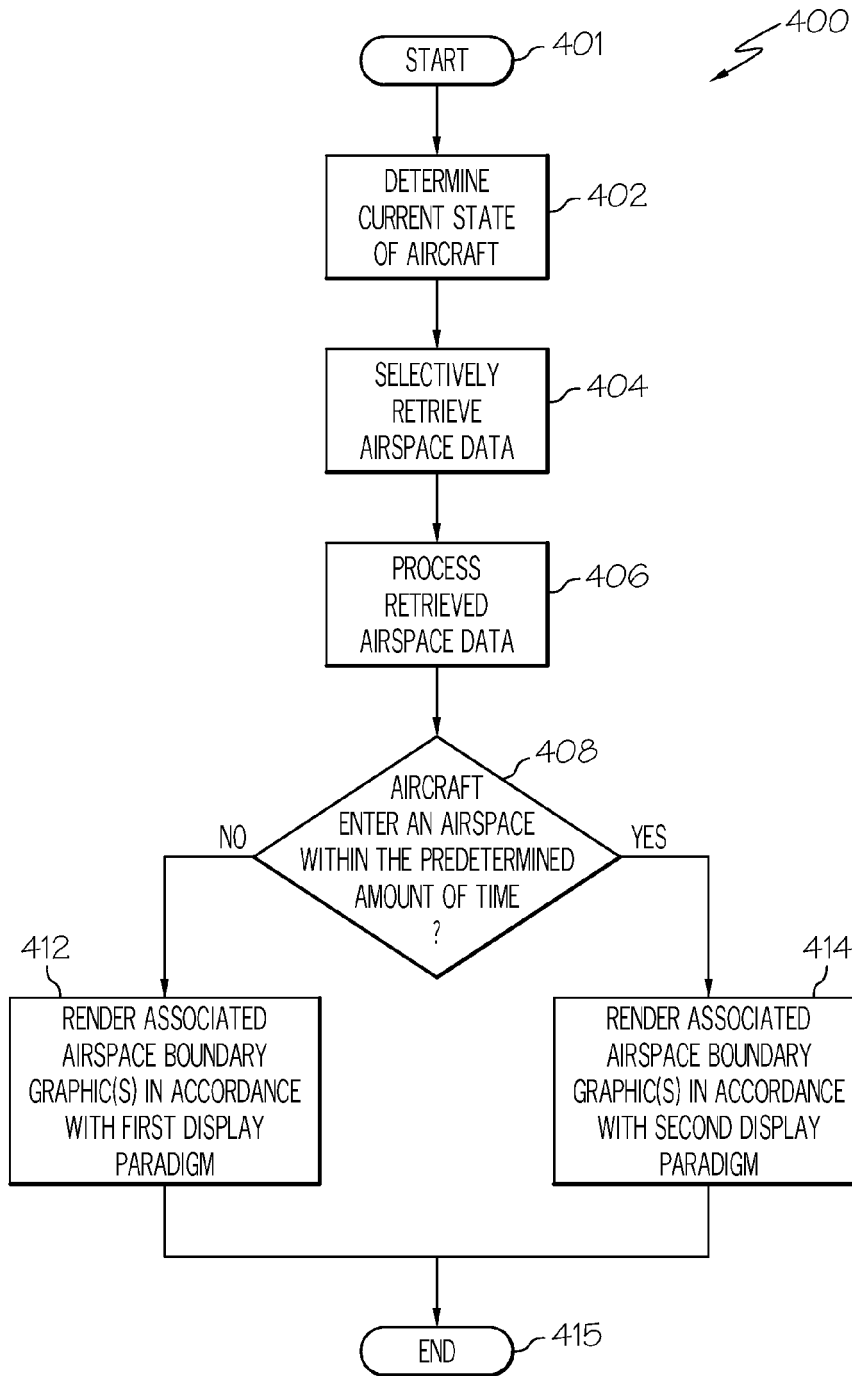 400
START
401
DETERMINE
CURRENT STATE
OF AIRCRAFT
402
SELECTIVELY
RETRIEVE
AIRSPACE DATA
404
PROCESS
RETRIEVED
AIRSPACE DATA
406
408
AIRCRAFT
ENTER AN AIRSPACE
WITHIN THE PREDETERMINED
AMOUNT OF TIME
?
NO
YES
412
RENDER ASSOCIATED
AIRSPACE BOUNDARY
GRAPHIC(S) IN ACCORDANCE
WITH FIRST DISPLAY
PARADIGM
414
RENDER ASSOCIATED
AIRSPACE BOUNDARY
GRAPHIC(S) IN ACCORDANCE
WITH SECOND DISPLAY
PARADIGM
END
415